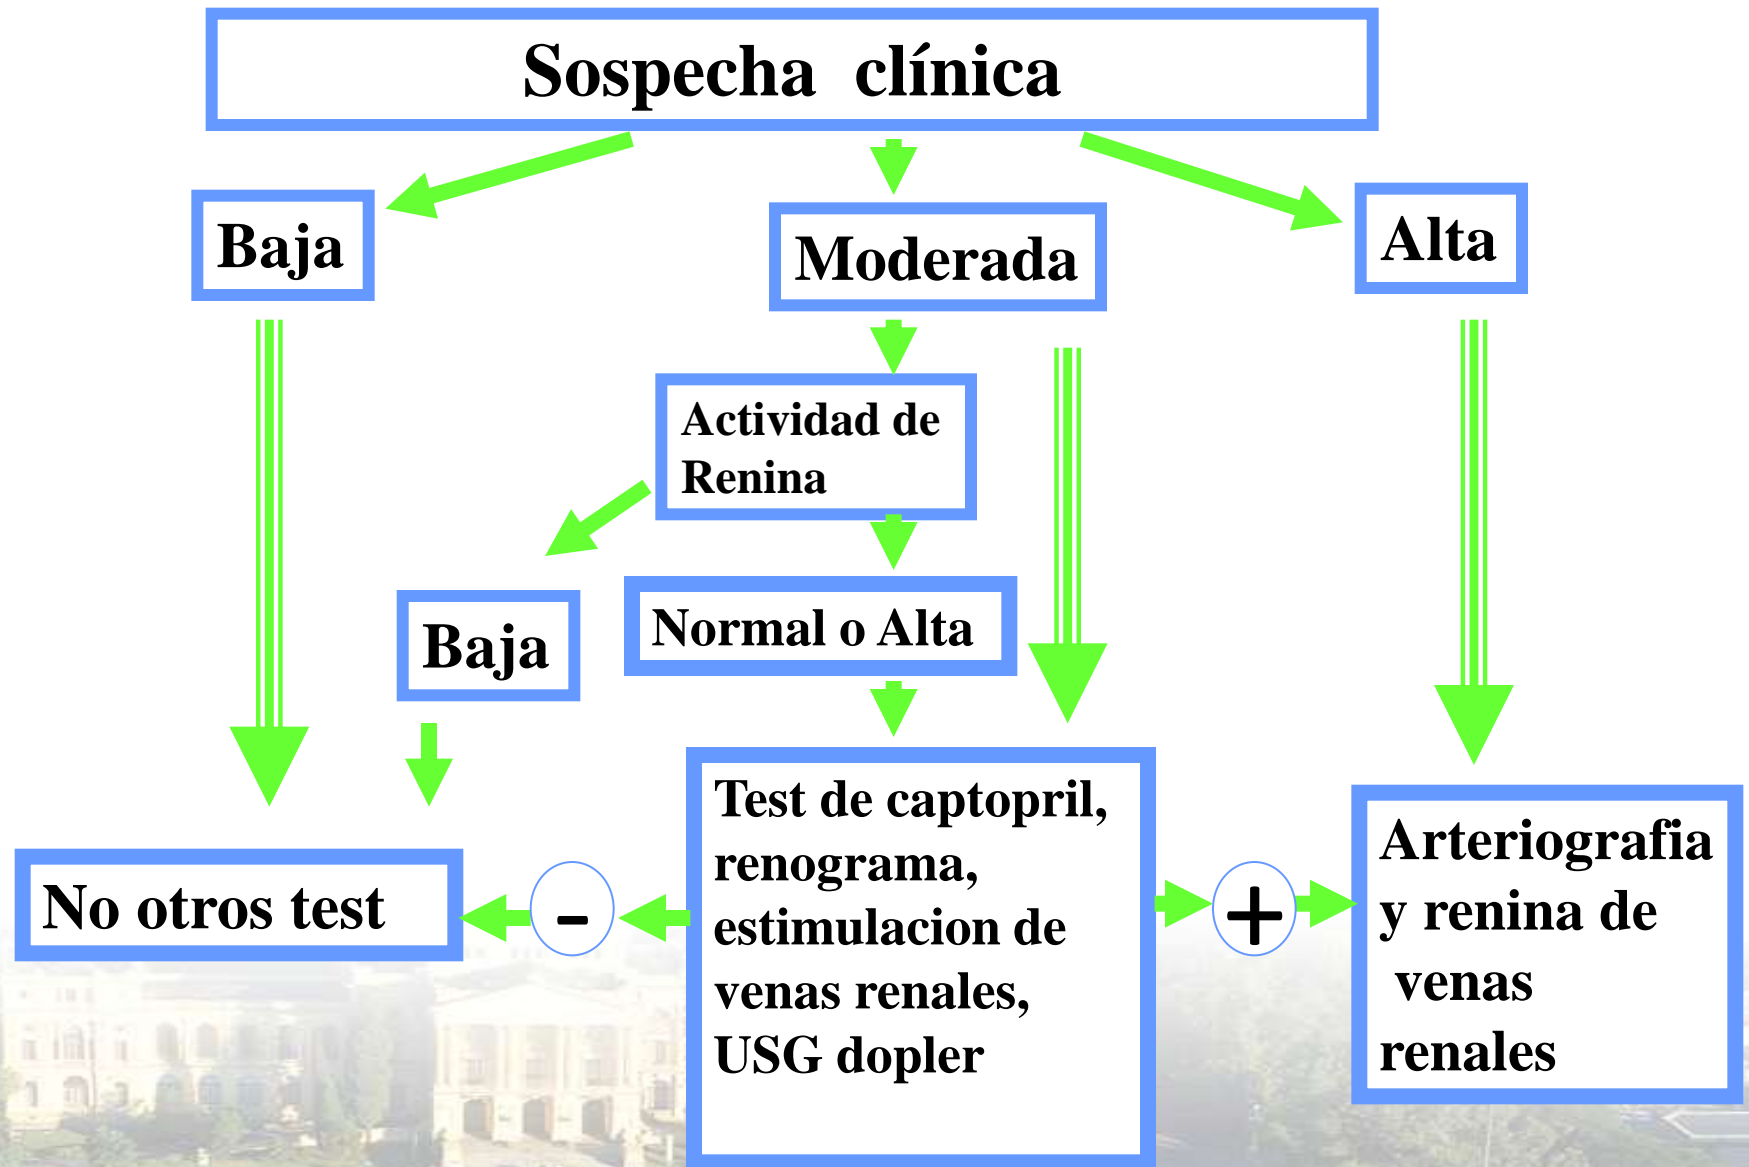 Sospecha clínica
Baja
Moderada
Alta
Actividad de
Renina
Baja
Normal o Alta
Test de captopril,
renograma,
estimulacion de
venas renales,
USG dopler
No otros test
-
+
Arteriografia
y renina de
venas
renales